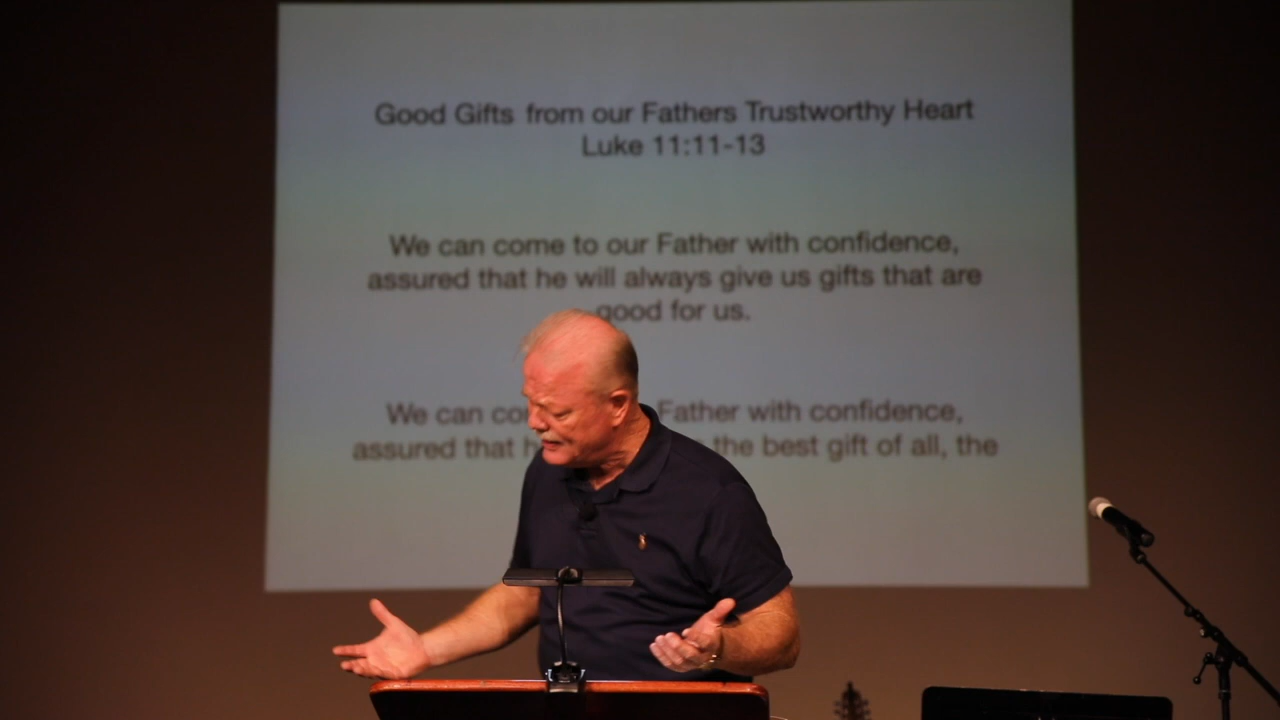 Good Gifts from our Fathers Trustworthy Heart
Luke 11:11-13
We can come to our Father with confidence,
assured that he will always give us gifts that are
good for us.
We can Father with confidence,
assured that the best gift of all, the